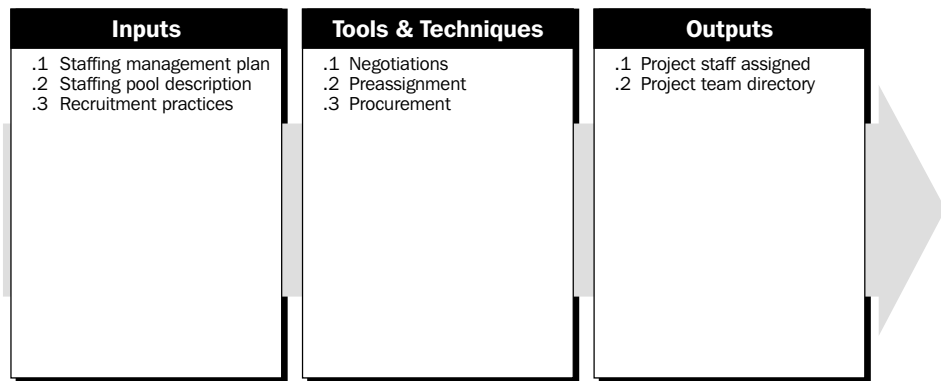 Inputs
.1 Staffing management plan
.2 Staffing pool description
.3 Recruitment practices
Tools & Techniques
.1 Negotiations
.2 Preassignment
.3 Procurement
Outputs
.1 Project staff assigned
.2 Project team directory